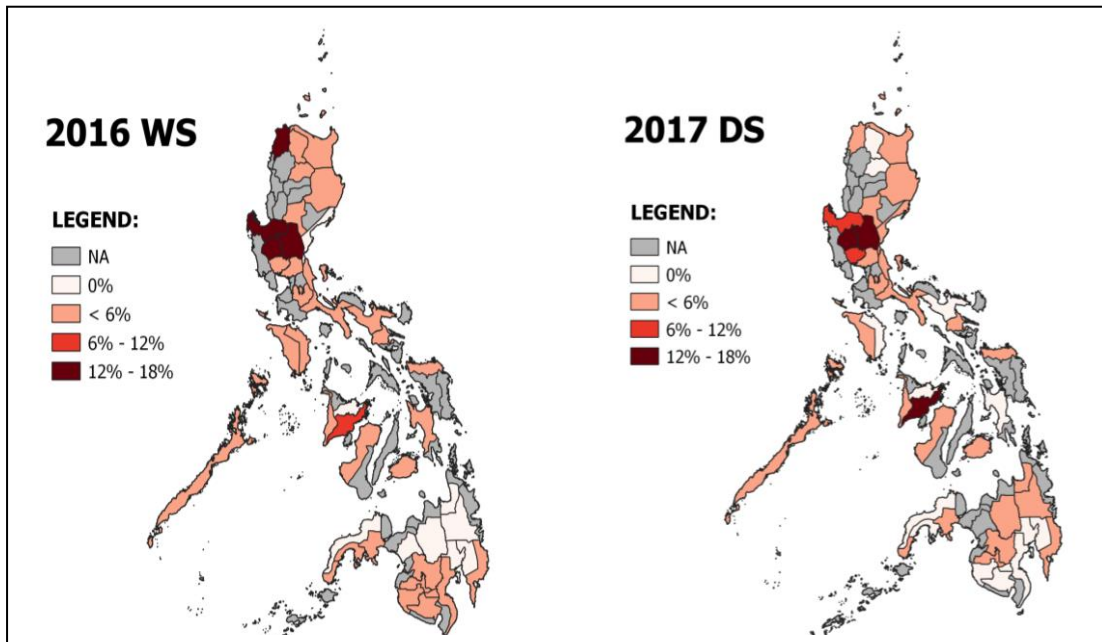 2016 WS
LEGEND:
NA
0%
< 6%
6% - 12%
12% - 18%
2017 DS
LEGEND:
NA
0%
< 6%
6% - 12%
12% - 18%